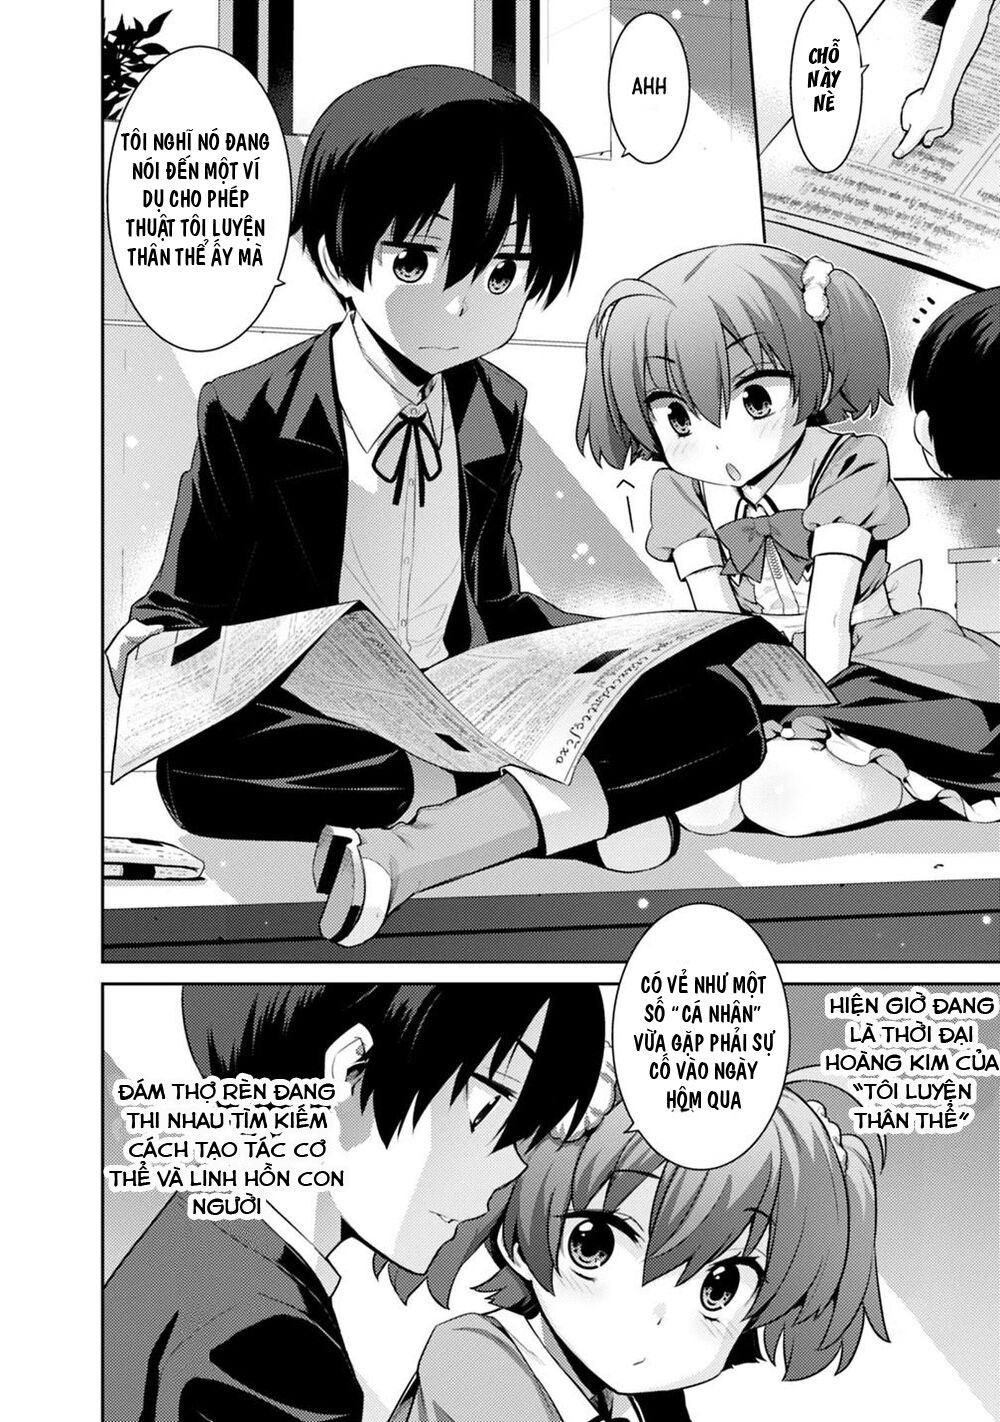 CHỖ
NÀY
NÈ
AHH
TÔI NGHĨ NÓ ĐANG
NÓI ĐẾN MỘT VÍ
DỤ CHO PHÉP
THUẬT TÔI LUYỆN
THÂN THỂ ẤY MÀ
HIỆN GIỜ ĐANG
LÀ THỜI ĐẠI
HOÀNG KIM CỦA
"TÔI LUYỆN
THÂN THỂ"
CÓ VẺ NHƯ MỘT
SỐ "CÁ NHÂN"
VỪA GẶP PHẢI SỰ
CỐ VÀO NGÀY
HÔM QUA
ĐÁM THỢ RÈN ĐANG
THI NHAU TÌM KIẾM
CÁCH TẠO TÁC CƠ
THỂ VÀ LINH HỒN CON
NGƯỜI